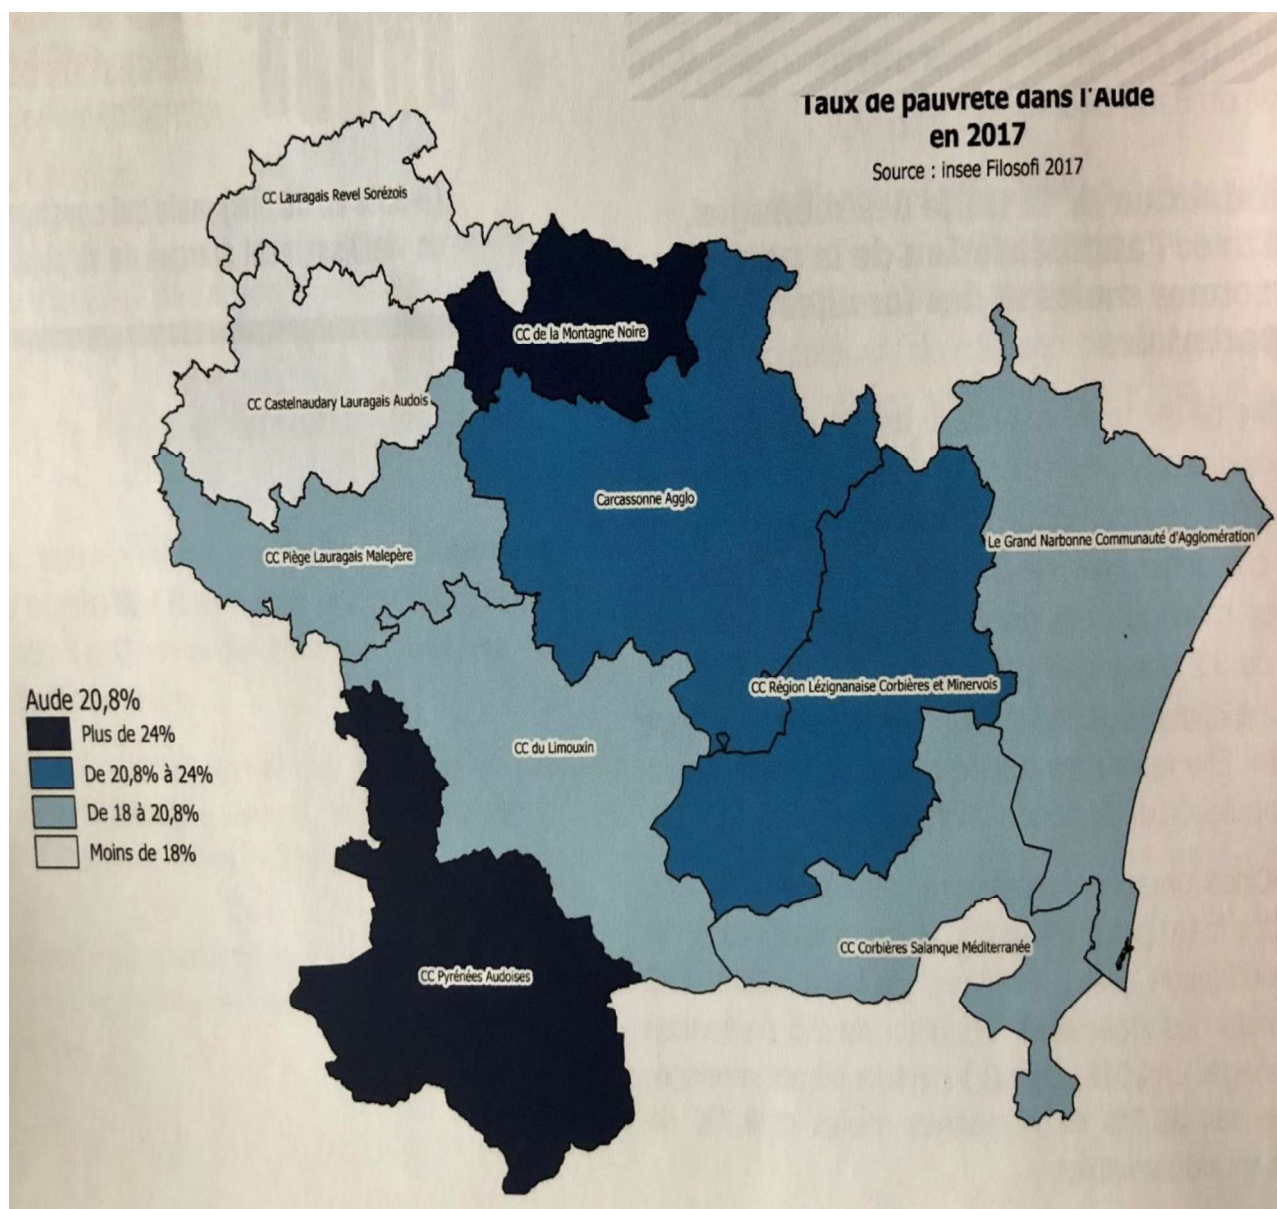 Taux de pauvreté dans l'Aude
en 2017
Source : insee Filosofi 2017
CC Lauragais Revel Sorézois
CC de la Montagne Noire
CC Castelnaudary Lauragais Audois
Carcassonne Agglo
Le Grand Narbonne Communauté d'Agglomération
CC Piège Lauragais Malepère
CC Région Lézignanaise Corbières et Minervois
Aude 20,8%
Plus de 24%
De 20,8% à 24%
De 18 à 20,8%
Moins de 18%
CC du Limouxin
CC Corbières Salanque Méditerranée
CC Pyrénées Audoises